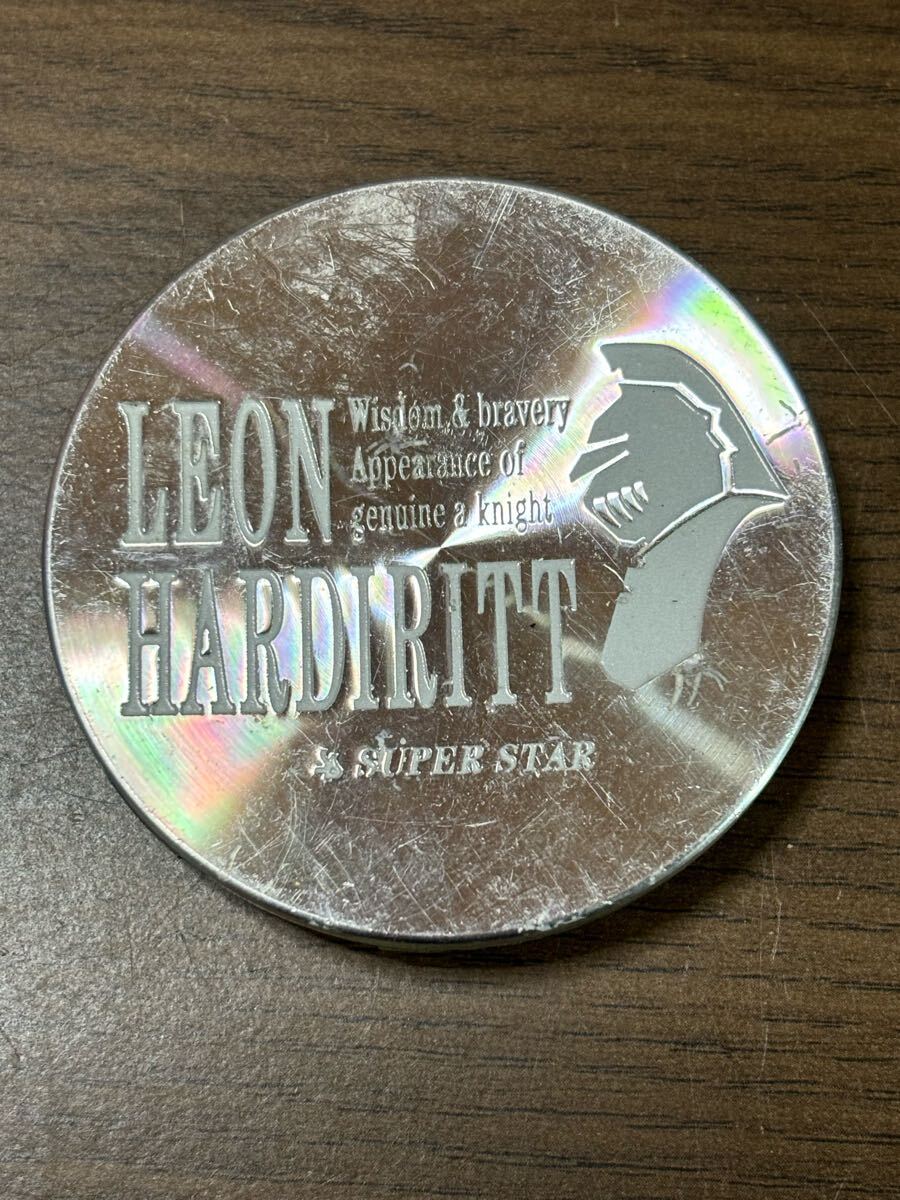 LEON
Wisdom & bravery
Appearance of
genuine a knight
HARDIRITT
SUPER STAR